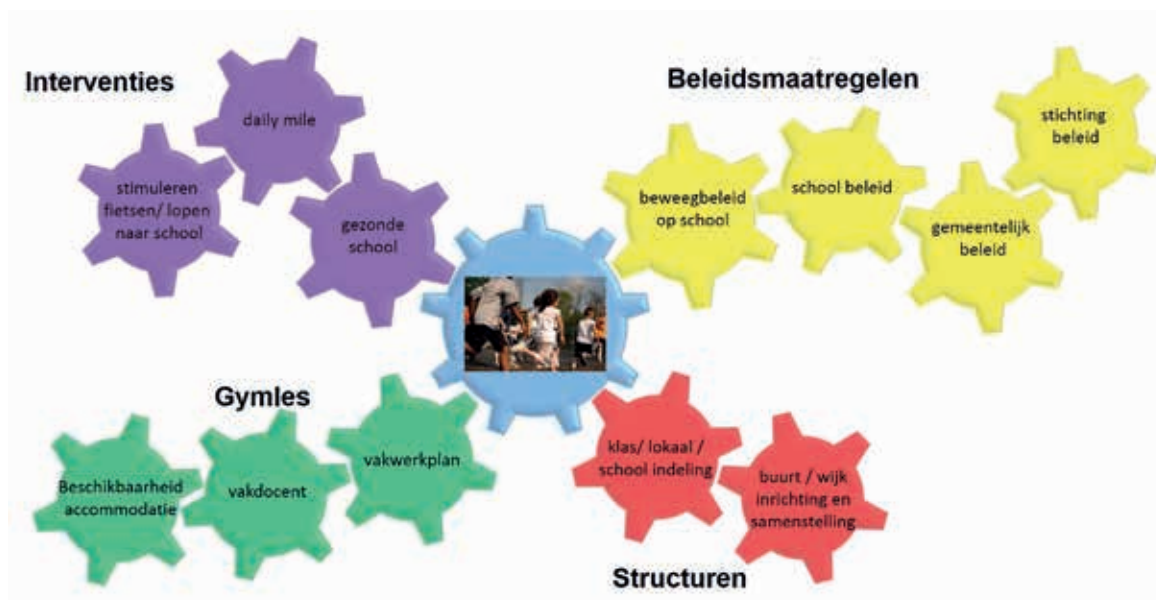 Interventies
daily mile
stimuleren
fietsen/ lopen
naar school
gezonde
school
Beleidsmaatregelen
beweegbeleid
op school
school beleid
gemeentelijk
beleid
stichting
beleid
Gymles
Beschikbaarheid
accommodatie
vakdocent
vakwerkplan
klas/ lokaal /
school indeling
buurt / wijk
inrichting en
samenstelling
Structuren